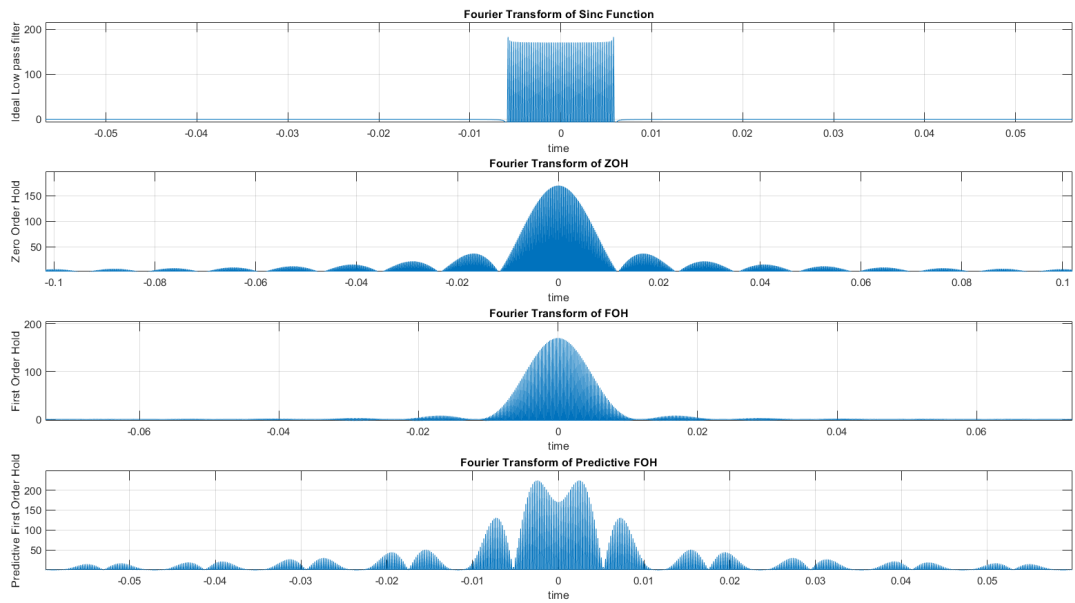 Fourier Transform of Sinc Function
Ideal Low pass filter
200
100
0
-0.05 -0.04 -0.03 -0.02 -0.01 0 0.01 0.02 0.03 0.04 0.05
time
Fourier Transform of ZOH
Zero Order Hold
150
100
50
-0.1 -0.08 -0.06 -0.04 -0.02 0 0.02 0.04 0.06 0.08 0.1
time
Fourier Transform of FOH
First Order Hold
200
100
0
-0.06 -0.04 -0.02 0 0.02 0.04 0.06
time
Fourier Transform of Predictive FOH
Predictive First Order Hold
200
150
100
50
-0.05 -0.04 -0.03 -0.02 -0.01 0 0.01 0.02 0.03 0.04 0.05
time